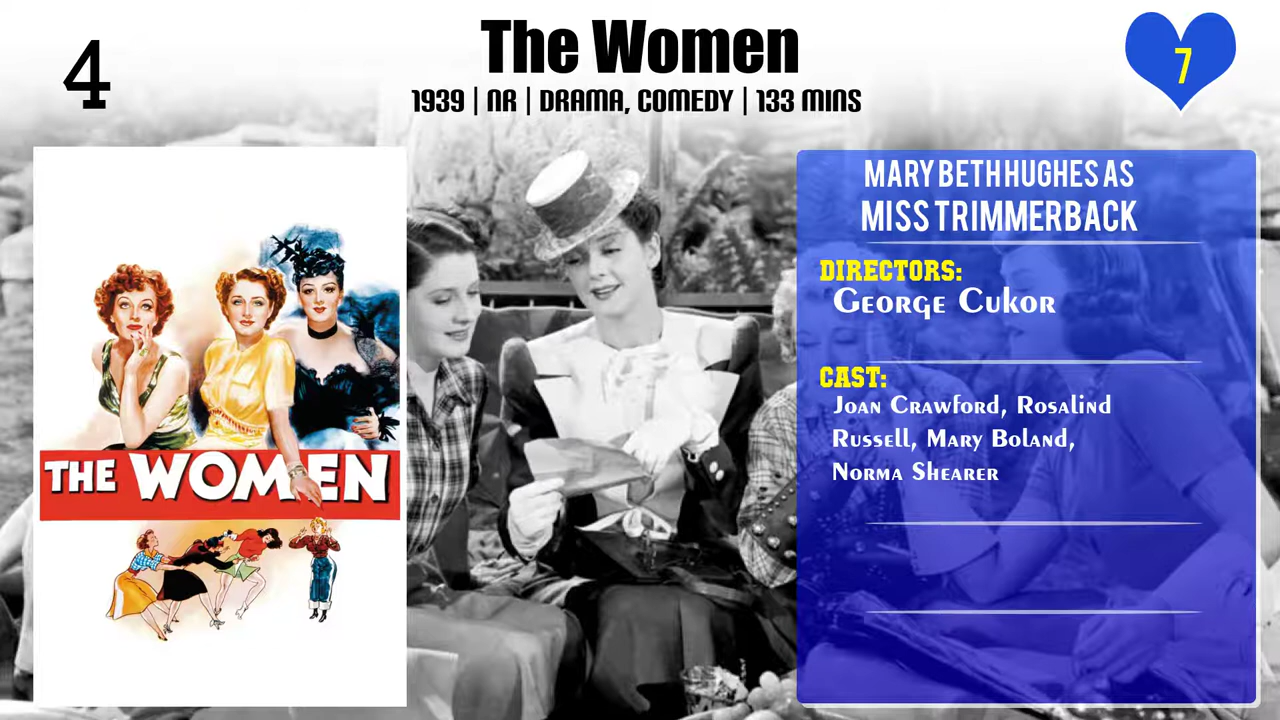 4
The Women
1939 | NR | DRAMA, COMEDY | 133 MINS
7
THE WOMEN
MARY BETH HUGHES AS
MISS TRIMMERBACK
DIRECTORS:
George Cukor
CAST:
Joan Crawford, Rosalind
Russell, Mary Boland,
Norma Shearer